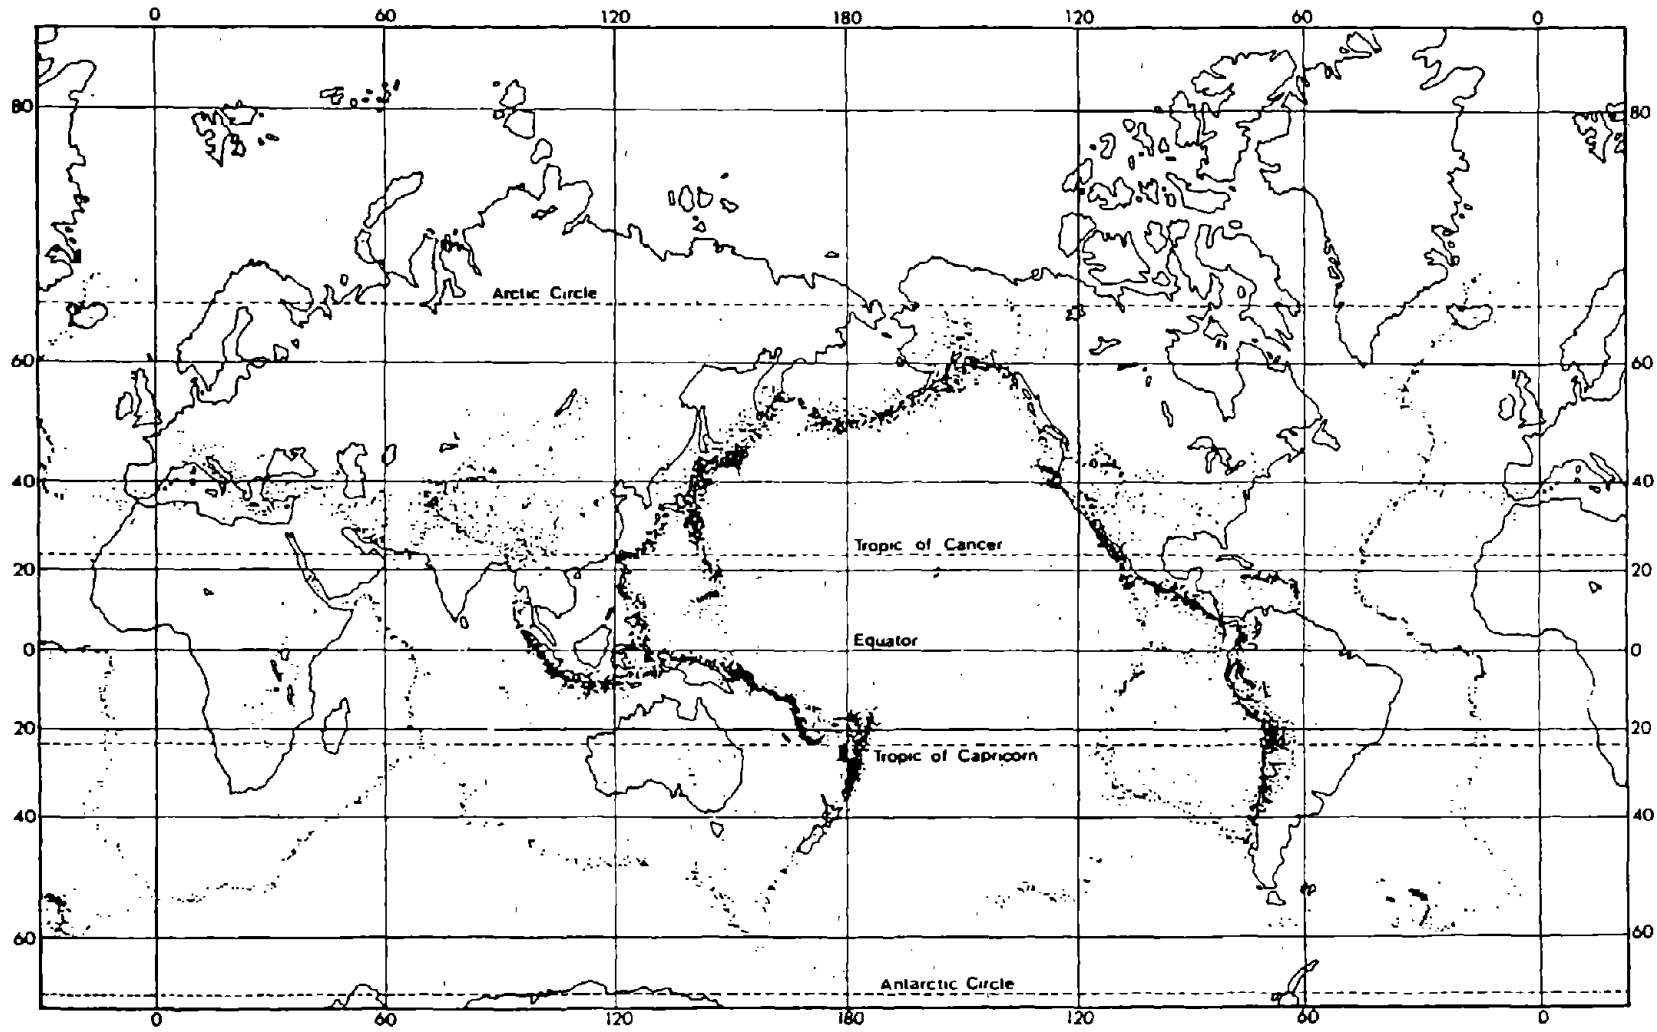 0 60 120 180 120 60 0
80 80
Arctic Circle
60 60
40 40
Tropic of Cancer
20 20
Equator
0 0
20 20
Tropic of Capricorn
40 40
60 60
Antarctic Circle
0 60 120 180 120 60 0